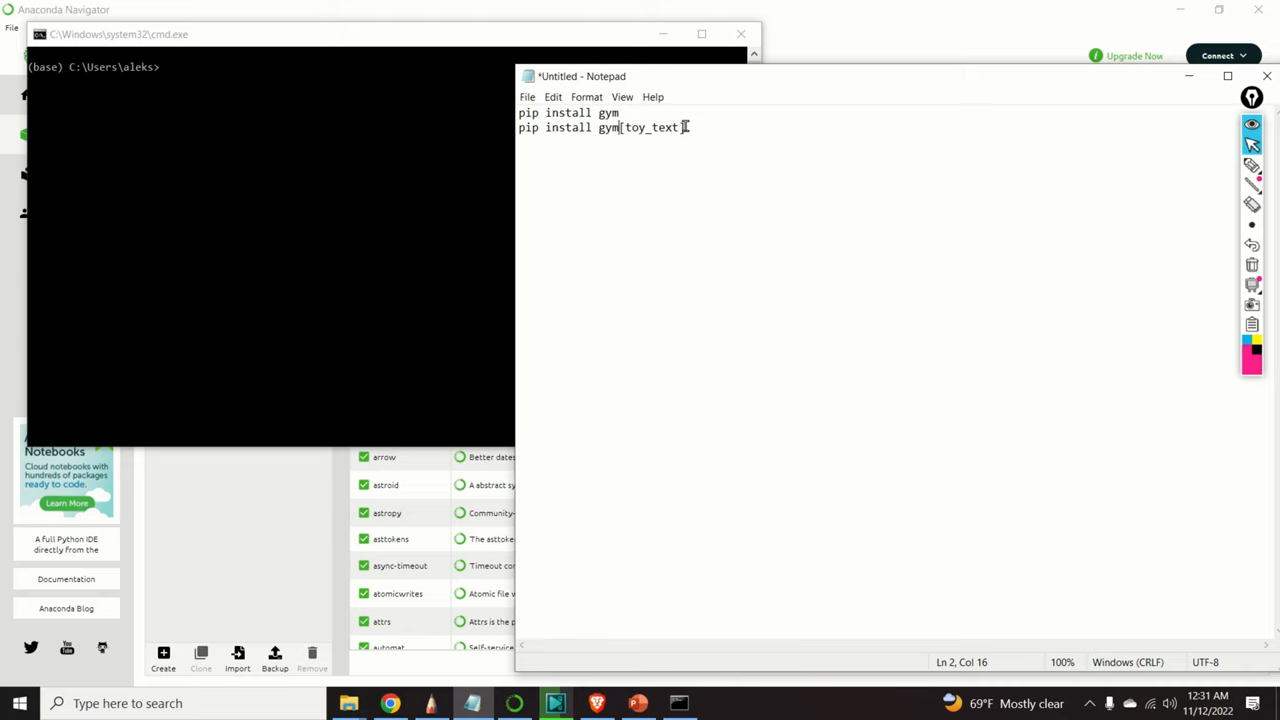 Anaconda Navigator
File
C:\Windows\system32\cmd.exe
Upgrade Now
Connect
(base) C:\Users\aleks>
*Untitled - Notepad
File Edit Format View Help
pip install gym
pip install gym[toy_text]
Notebooks
Cloud notebooks with
hundreds of packages
ready to code.
Learn More
A full Python IDE
directly from the
Documentation
Anaconda Blog
Create Clone Import Backup Remove
arrow Better dates
astroid A abstract sy
astropy Community-
asttokens The asttoke
async-timeout Timeout cor
atomicwrites Atomic file w
attrs Attrs is the p
automat Self-service
Ln 2, Col 16 100% Windows (CRLF) UTF-8
Type here to search
69°F Mostly clear
12:31 AM
11/12/2022